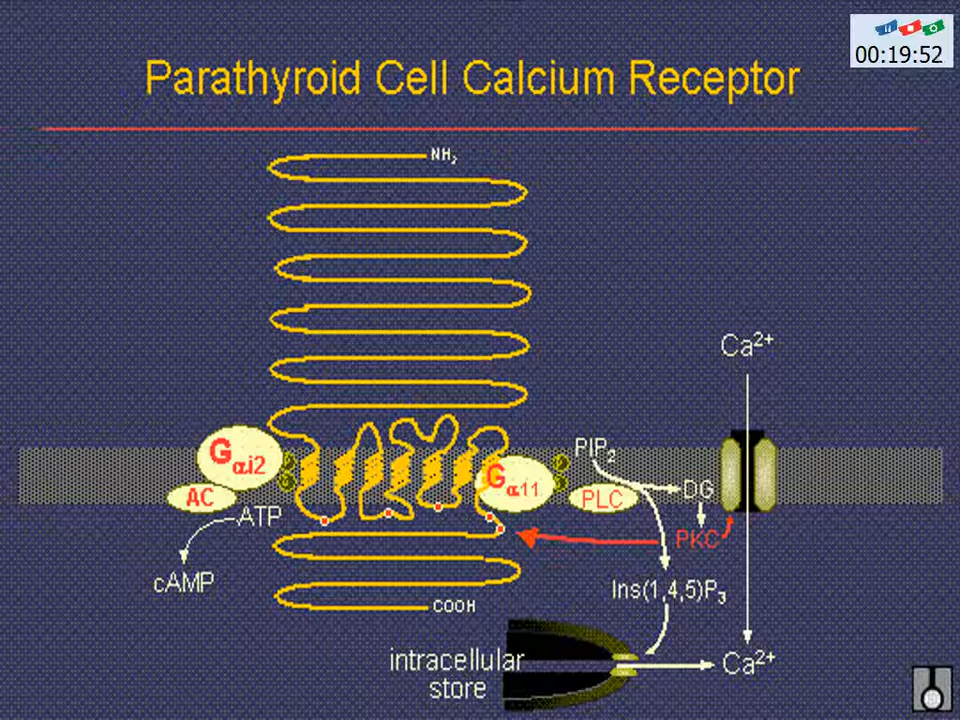 00:19:52
Parathyroid Cell Calcium Receptor
NH₂
Ca²⁺
Gαi2
AC
ATP
cAMP
Gα11
PIP₂
PLC
DG
PKC
Ins(1,4,5)P₃
COOH
intracellular
store
Ca²⁺